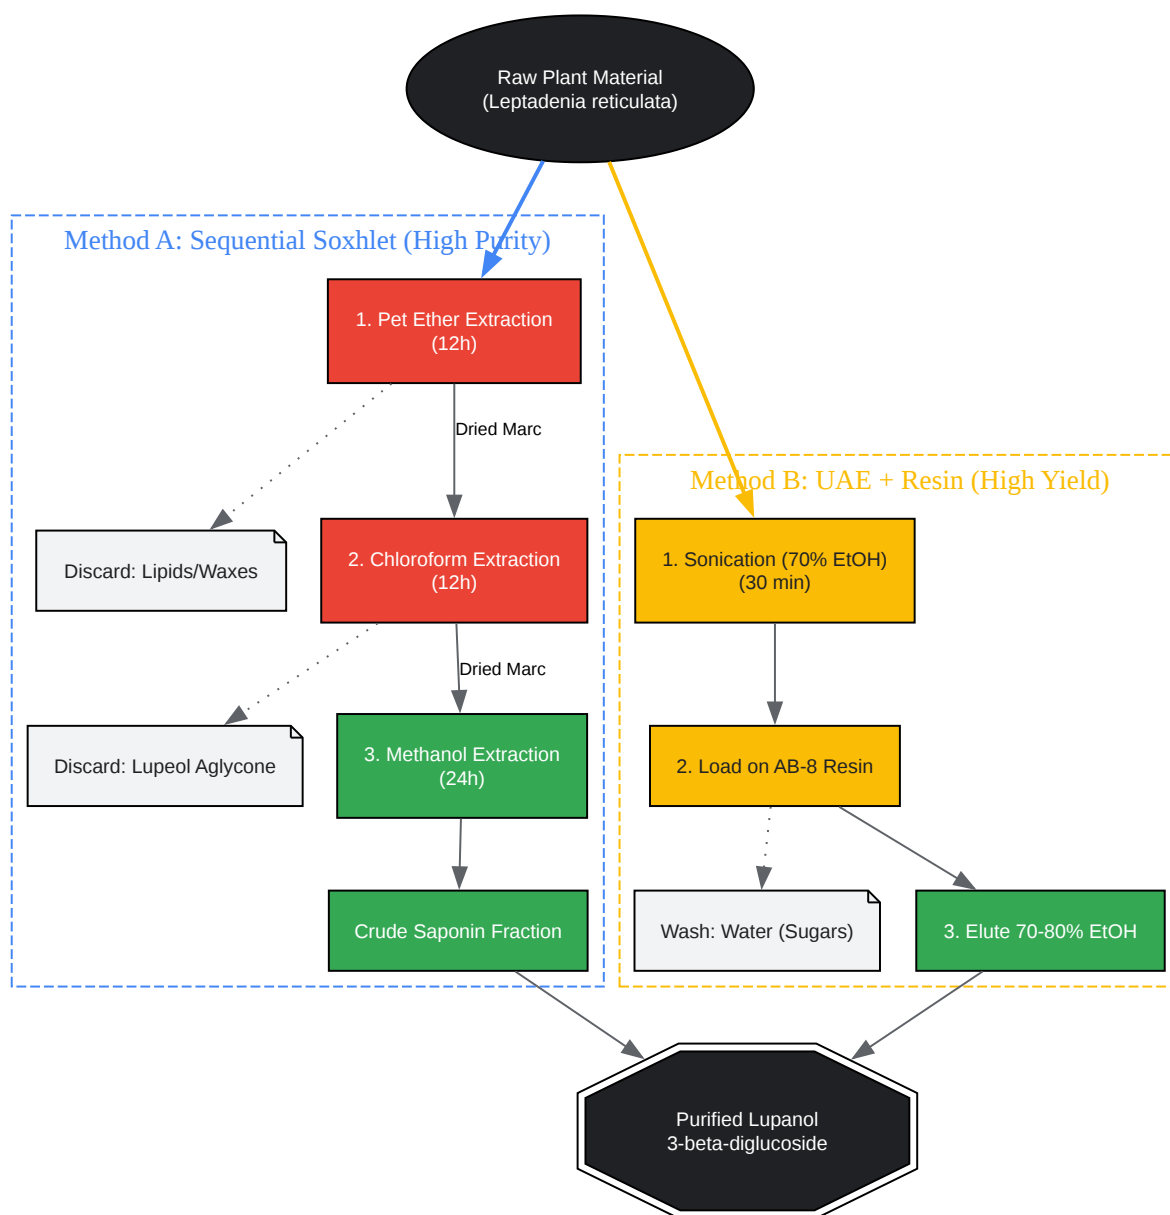 Raw Plant Material
(Leptadenia reticulata)
Method A: Sequential Soxhlet (High Purity)
1. Pet Ether Extraction
(12h)
Dried Marc
Discard: Lipids/Waxes
2. Chloroform Extraction
(12h)
Dried Marc
Discard: Lupeol Aglycone
3. Methanol Extraction
(24h)
Crude Saponin Fraction
Method B: UAE + Resin (High Yield)
1. Sonication (70% EtOH)
(30 min)
2. Load on AB-8 Resin
Wash: Water (Sugars)
3. Elute 70-80% EtOH
Purified Lupanol
3-beta-diglucoside